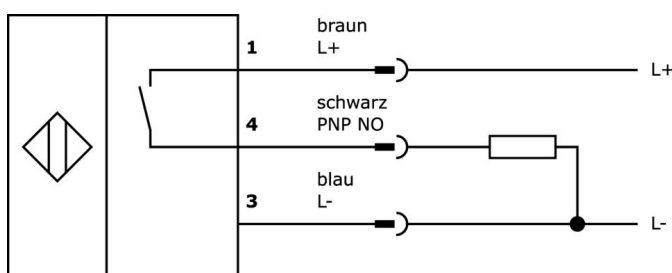 braun
1 L+
L+
schwarz
4 PNP NO
blau
3 L-
L-